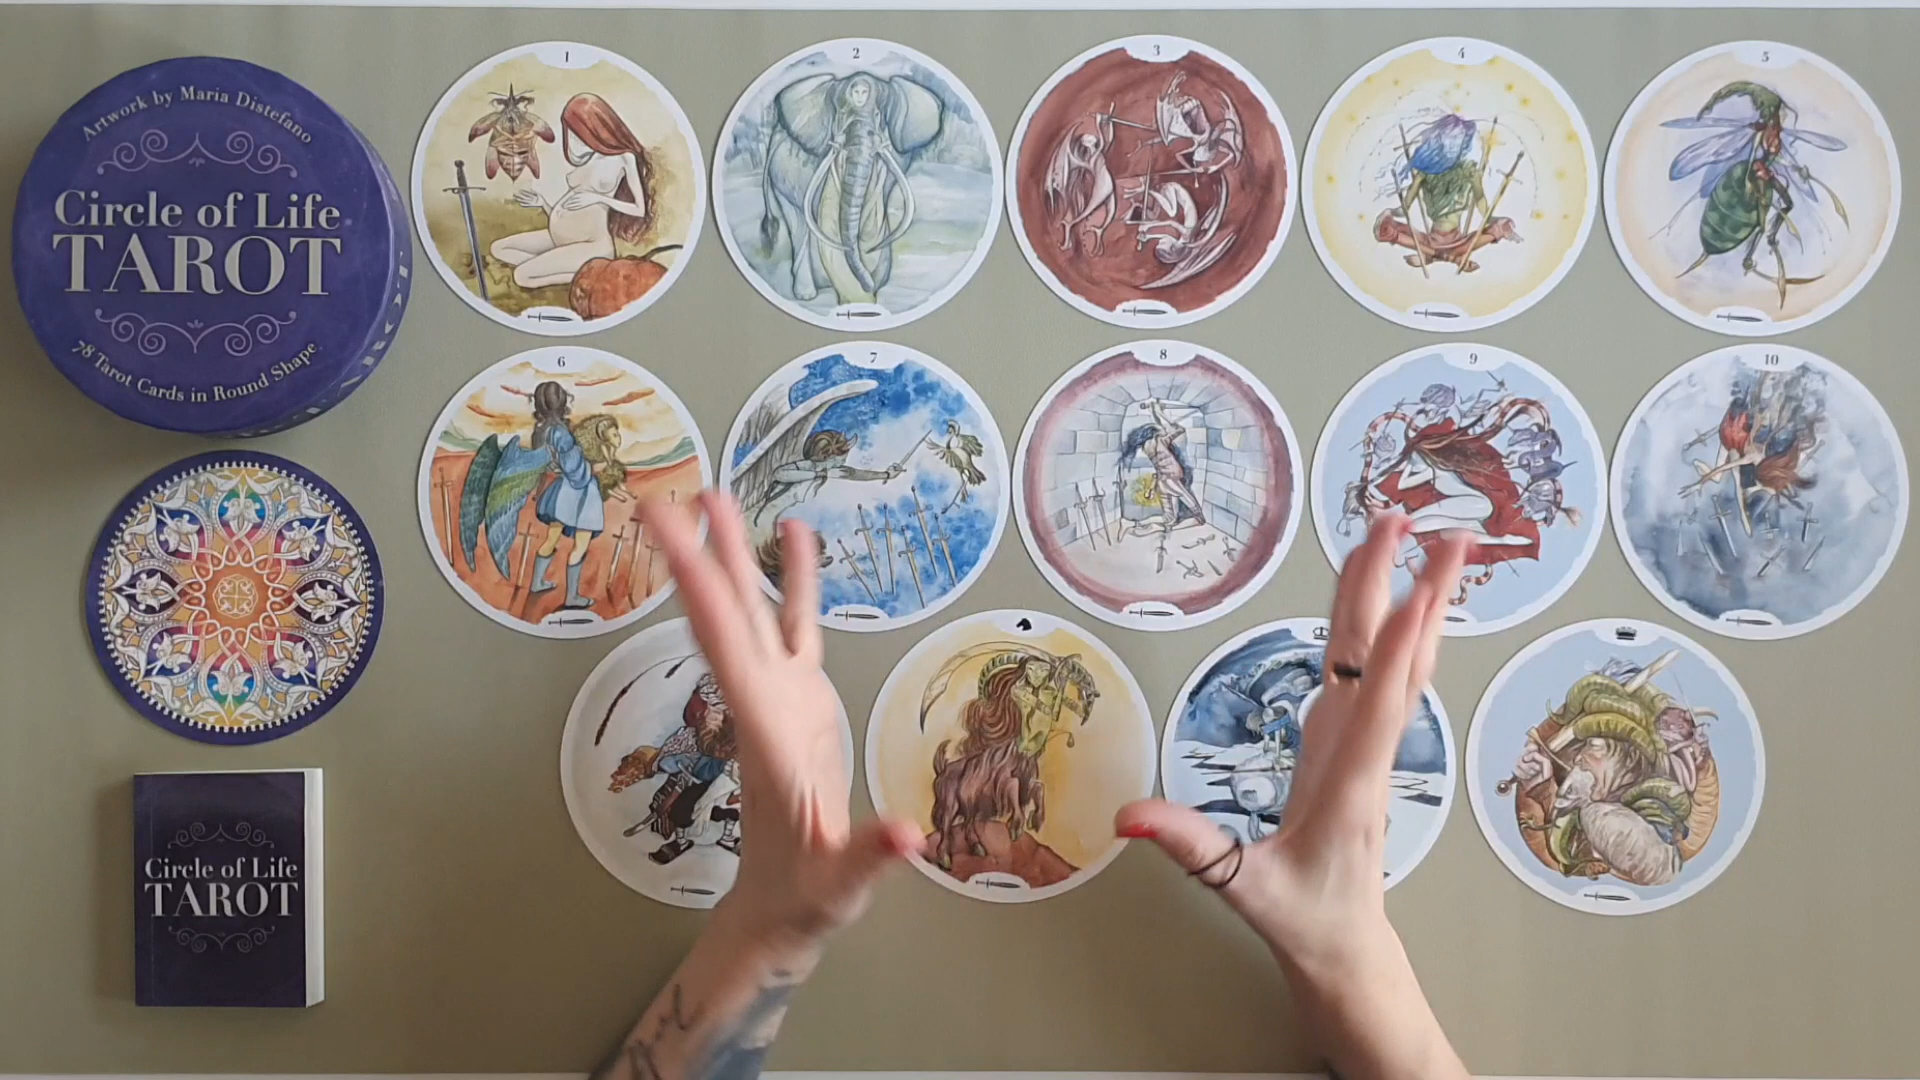 Artwork by Maria Distefano
Circle of Life
TAROT
78 Tarot Cards in Round Shape
1
2
3
4
5
6
7
8
9
10
Circle of Life
TAROT